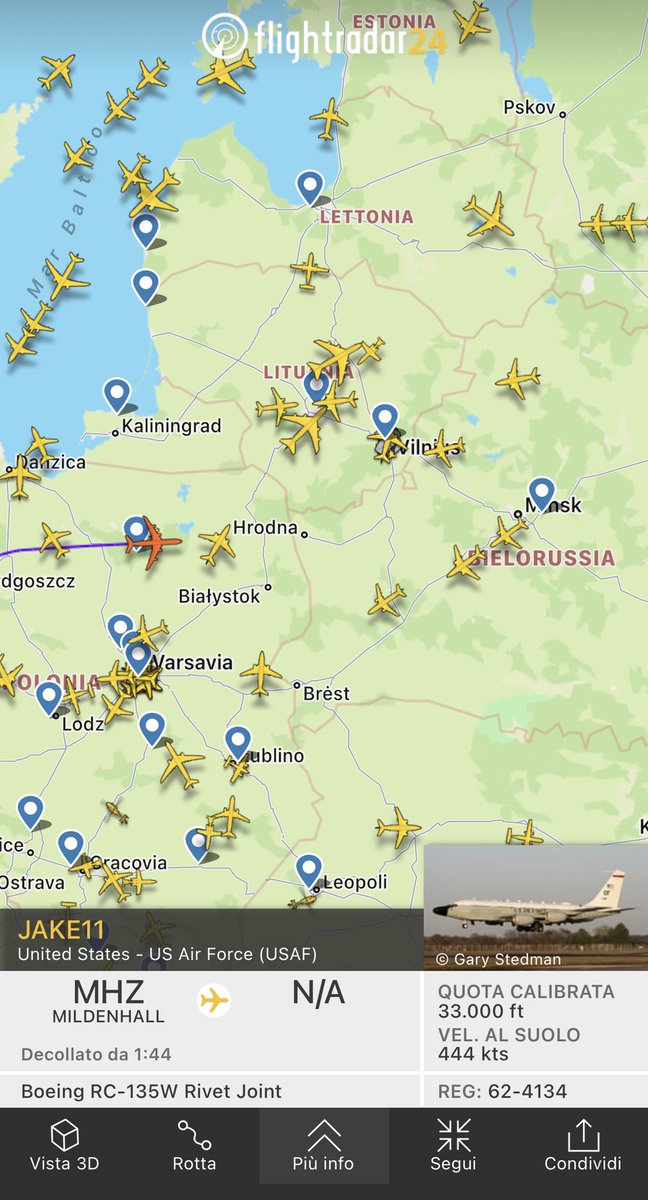 ESTONIA
flightradar24
Pskov
LETTONIA
Mar Baltico
LITUANIA
Kaliningrad
Danzica
Vilnius
Minsk
Hrodna
BIELORUSSIA
dgoszcz
Białystok
Varsavia
OLONIA
Brėst
Lodz
ublino
ice
Cracovia
Ostrava
Leopoli
K
JAKE11
United States - US Air Force (USAF)
© Gary Stedman
MHZ
MILDENHALL
N/A
QUOTA CALIBRATA
33.000 ft
VEL. AL SUOLO
444 kts
Decollato da 1:44
Boeing RC-135W Rivet Joint
REG: 62-4134
Vista 3D
Rotta
Più info
Segui
Condividi